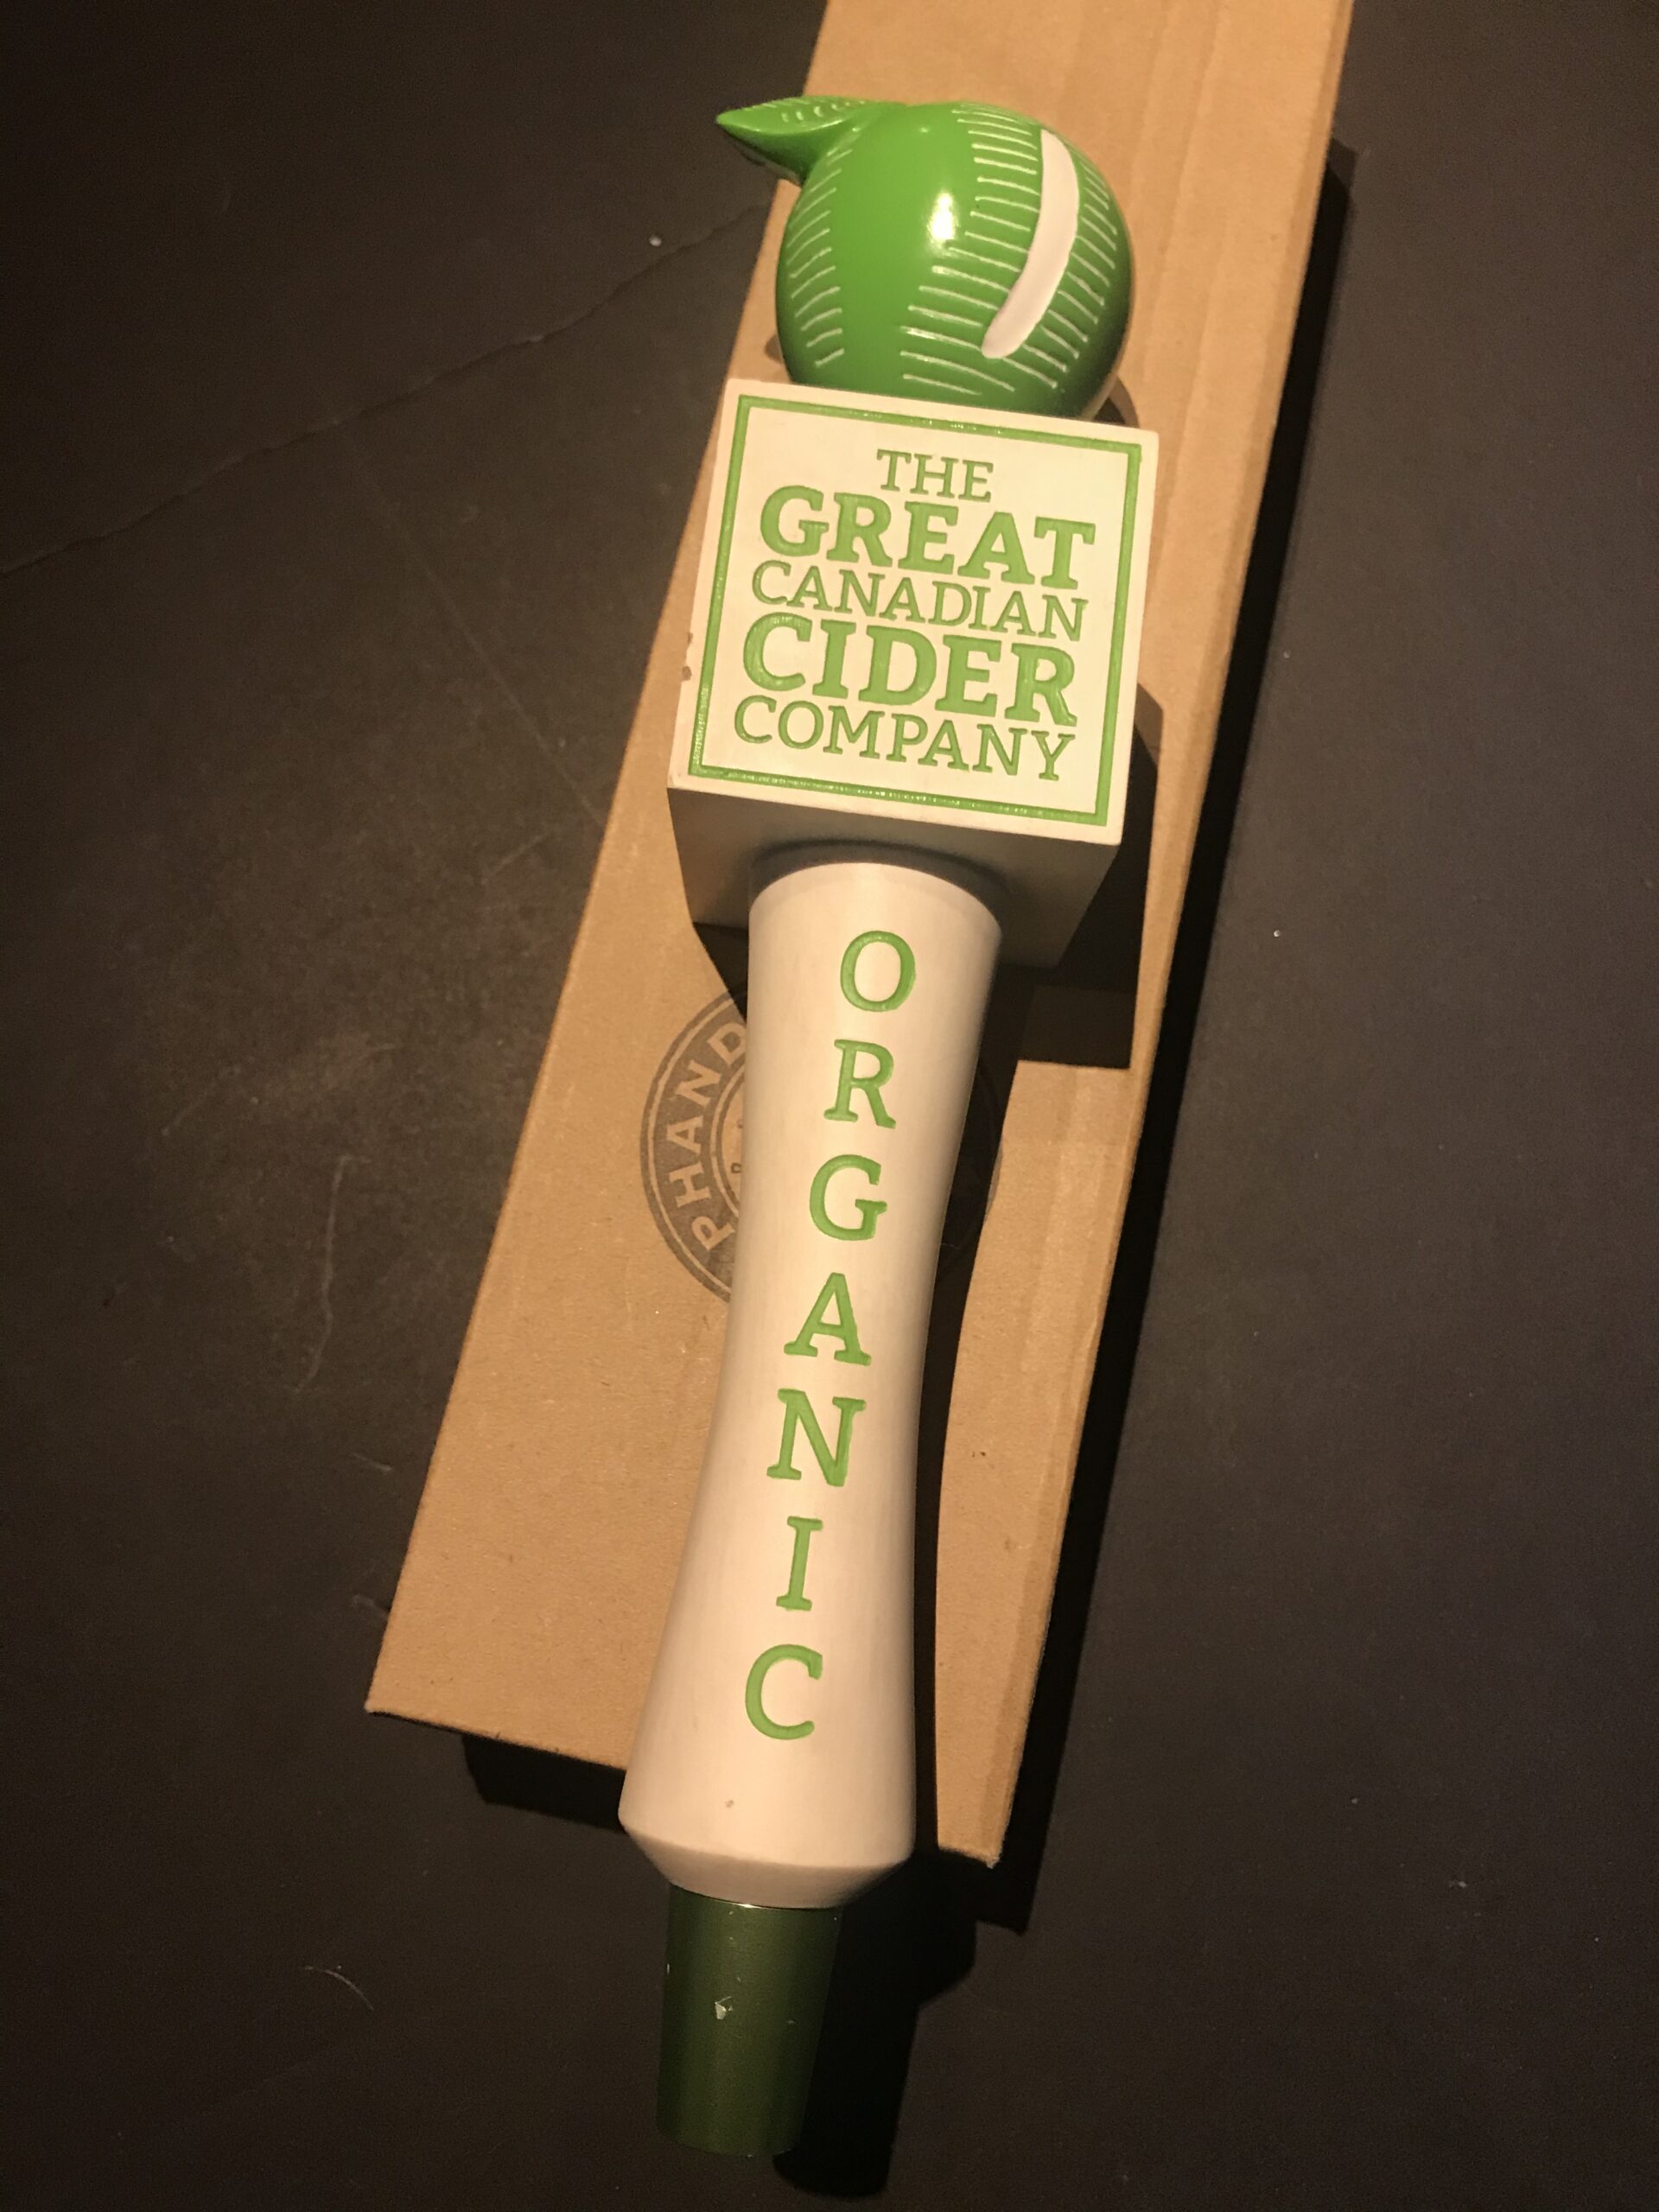 THE
GREAT
CANADIAN
CIDER
COMPANY
ORGANIC